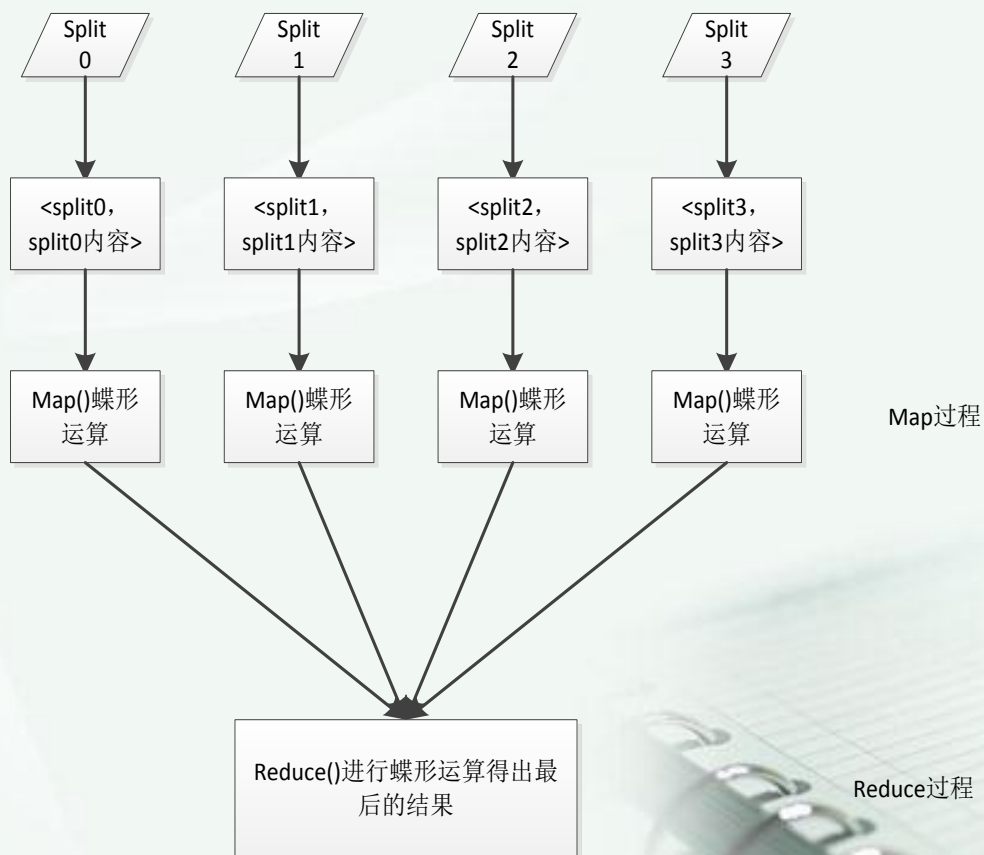 Split
0
Split
1
Split
2
Split
3
<split0，
split0内容>
<split1，
split1内容>
<split2，
split2内容>
<split3，
split3内容>
Map()蝶形
运算
Map()蝶形
运算
Map()蝶形
运算
Map()蝶形
运算
Map过程
Reduce()进行蝶形运算得出最
后的结果
Reduce过程